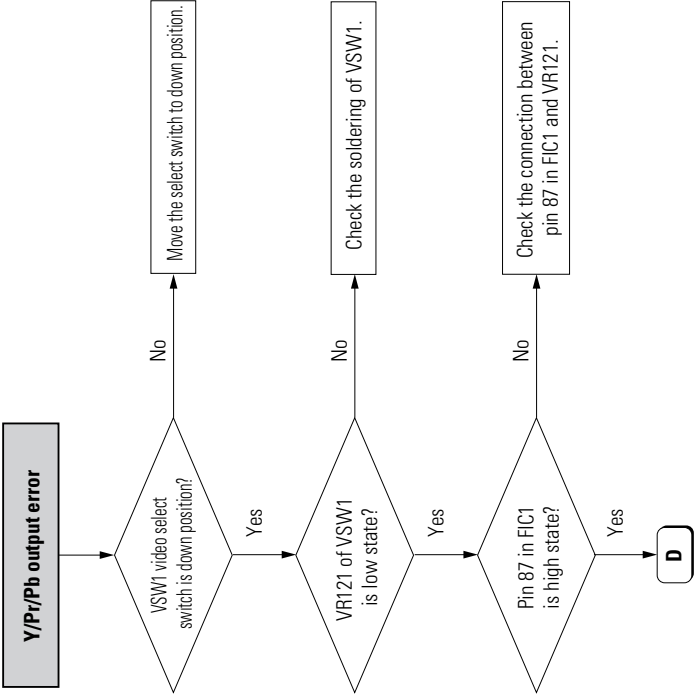 Y/Pr/Pb output error
VSW1 video select
switch is down position?
No
Move the select switch to down position.
Yes
VR121 of VSW1
is low state?
No
Check the soldering of VSW1.
Yes
Pin 87 in FIC1
is high state?
No
Check the connection between
pin 87 in FIC1 and VR121.
Yes
D